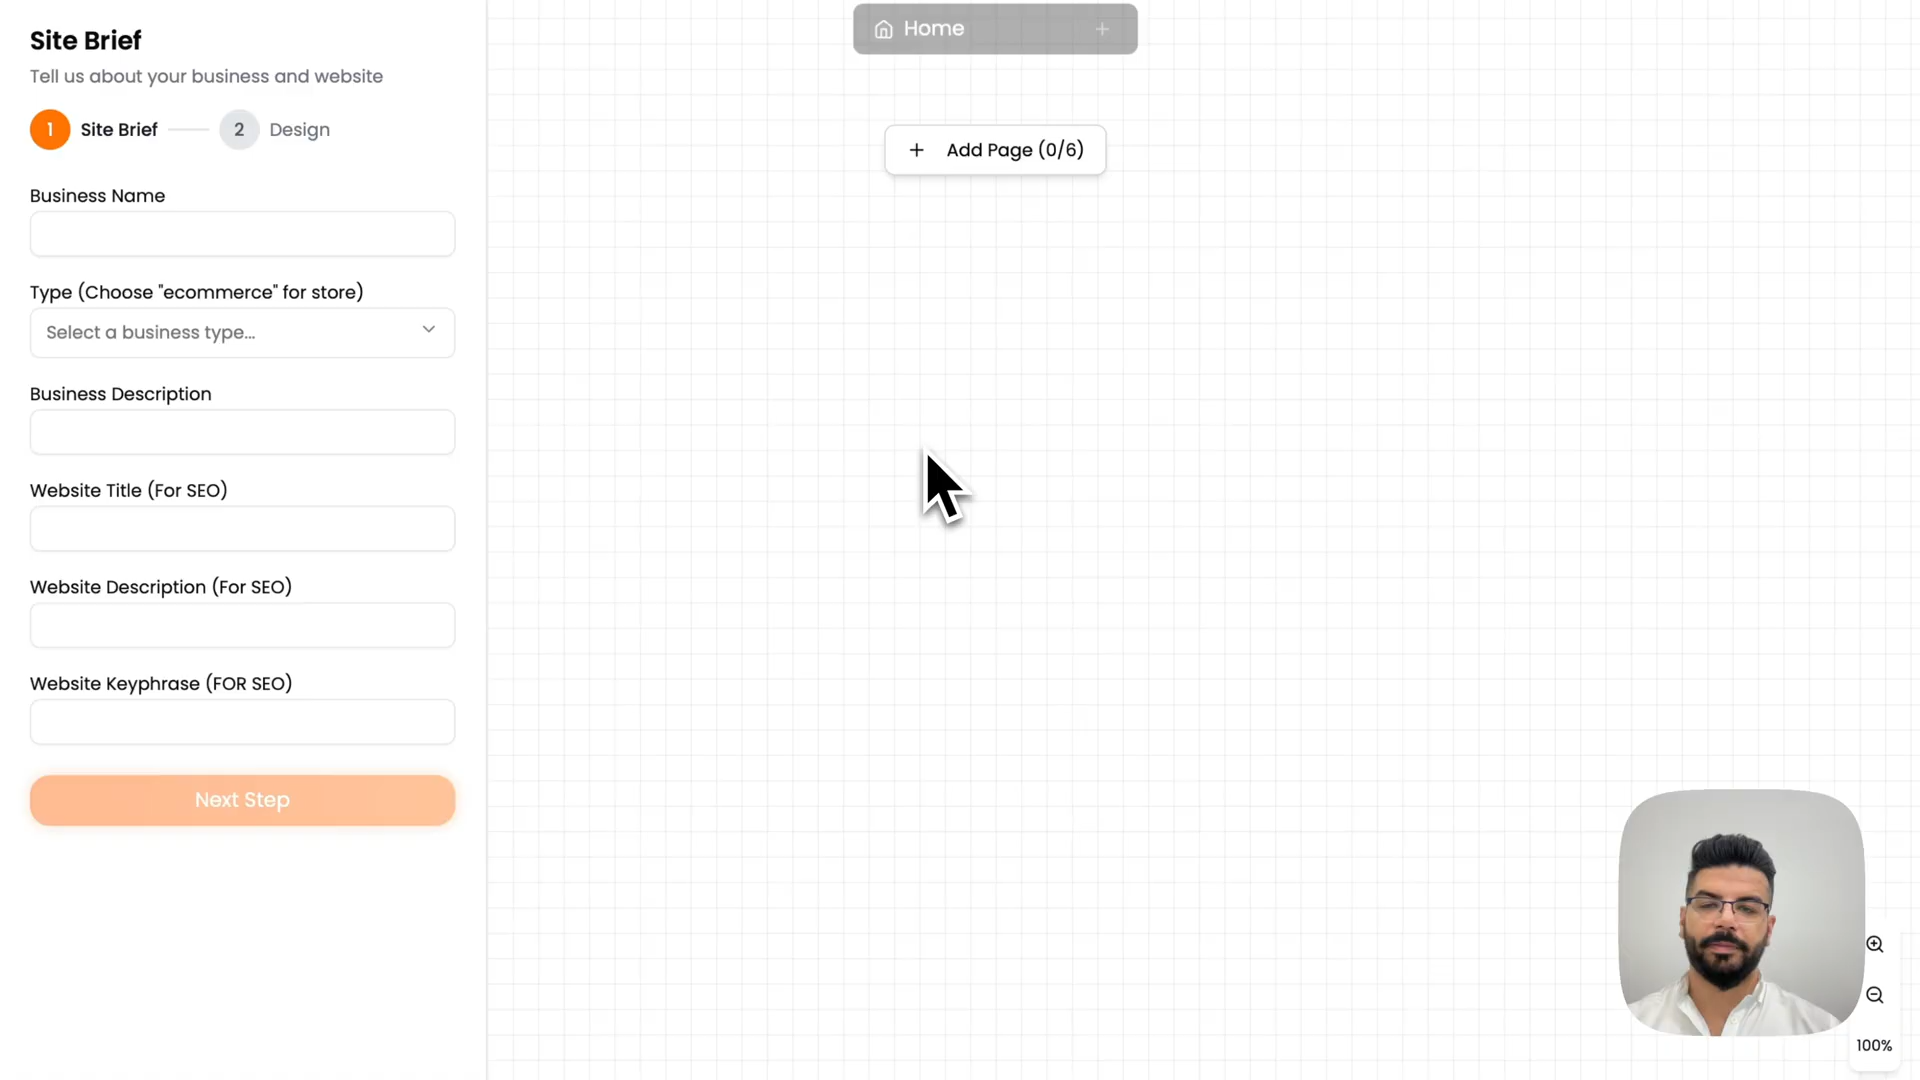 Site Brief
Tell us about your business and website
1 Site Brief 2 Design
Business Name
Type (Choose "ecommerce" for store)
Select a business type...
Business Description
Website Title (For SEO)
Website Description (For SEO)
Website Keyphrase (FOR SEO)
Next Step
Home
Add Page (0/6)
100%